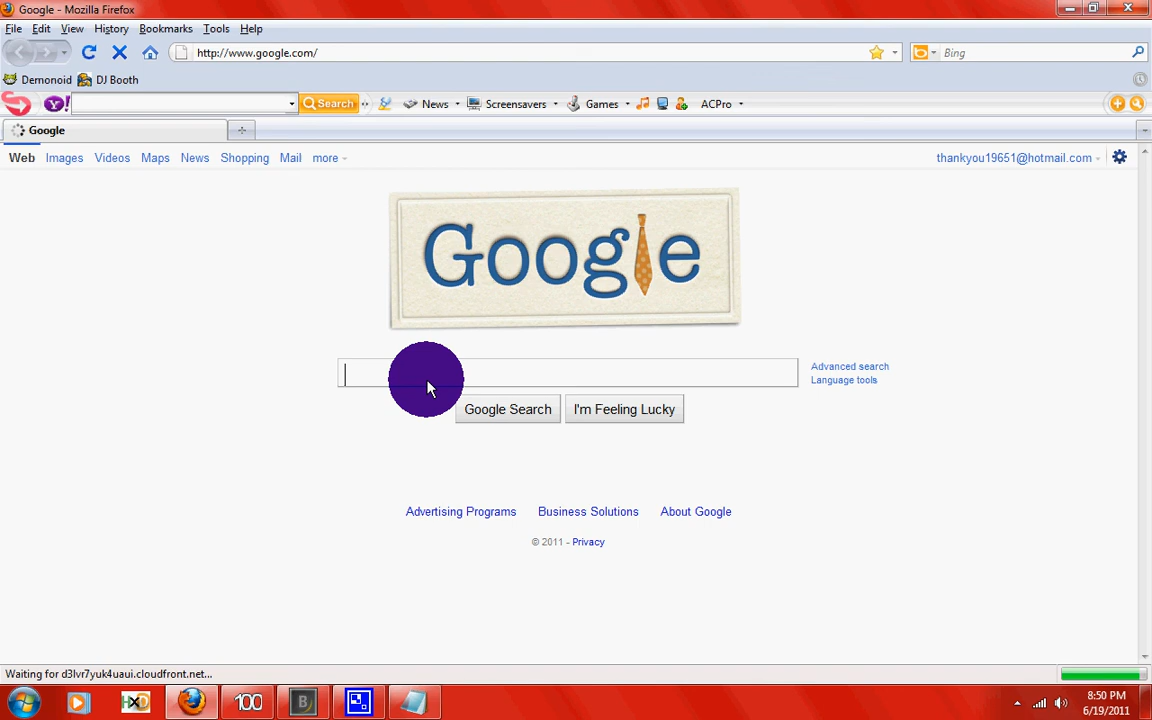 Google - Mozilla Firefox
File Edit View History Bookmarks Tools Help
http://www.google.com/ Bing
Demonoid DJ Booth
Y! Search News Screensavers Games ACPro
Google
Web Images Videos Maps News Shopping Mail more thankyou19651@hotmail.com
Google
Advanced search
Language tools
Google Search I'm Feeling Lucky
Advertising Programs Business Solutions About Google
© 2011 - Privacy
Waiting for d3lvr7yuk4uaui.cloudfront.net...
HxD 100 B 8:50 PM
6/19/2011